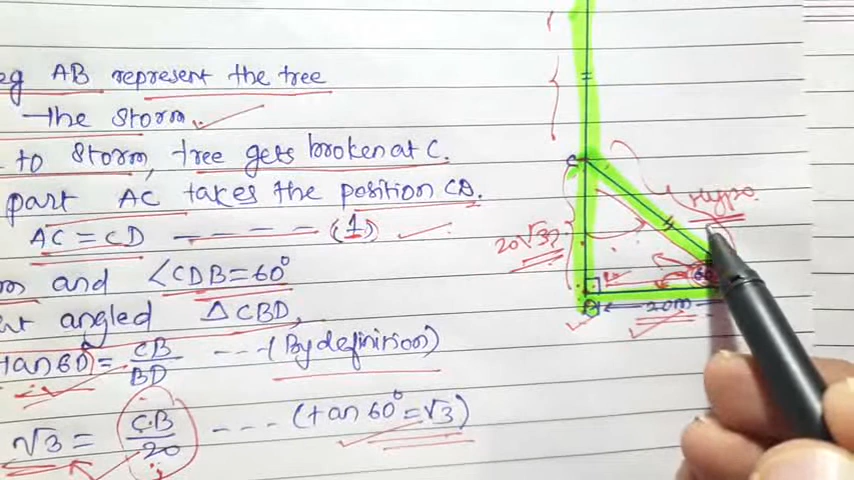 eg AB represent the tree
the storm
to storm, tree gets broken at C.
part AC takes the position CD.
AC = CD ------ (1)
and ∠CDB = 60°
angled ΔCBD,
tan60 = CB/BD --- (By definition)
√3 = CB/20 ---- (tan 60° = √3)
C
Hypo.
20√3
60
B
20m